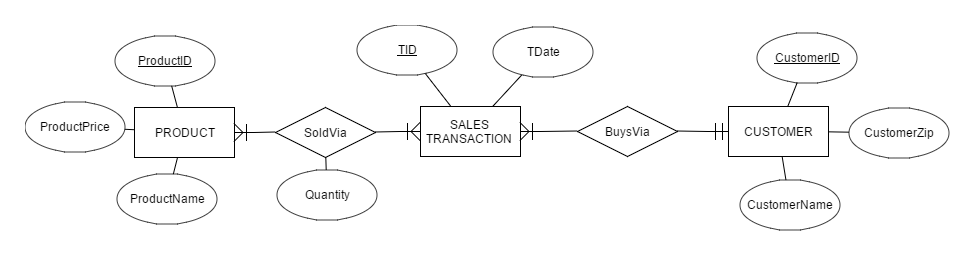 ProductID
TID
TDate
CustomerID
ProductPrice
PRODUCT
SoldVia
SALES
TRANSACTION
BuysVia
CUSTOMER
CustomerZip
ProductName
Quantity
CustomerName